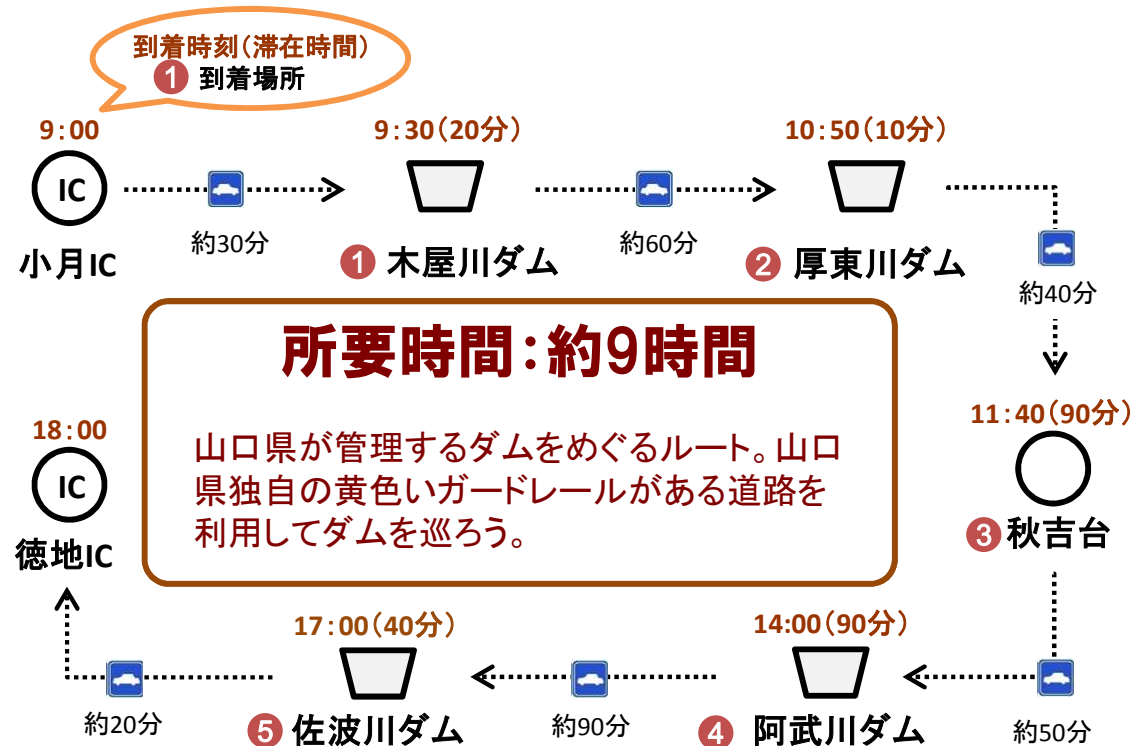 到着時刻(滞在時間)
1 到着場所
9:00
IC
小月IC
約30分
9:30(20分)
1 木屋川ダム
約60分
10:50(10分)
2 厚東川ダム
約40分
11:40(90分)
3 秋吉台
約50分
14:00(90分)
4 阿武川ダム
約90分
17:00(40分)
5 佐波川ダム
約20分
18:00
IC
徳地IC
所要時間:約9時間
山口県が管理するダムをめぐるルート。山口
県独自の黄色いガードレールがある道路を
利用してダムを巡ろう。